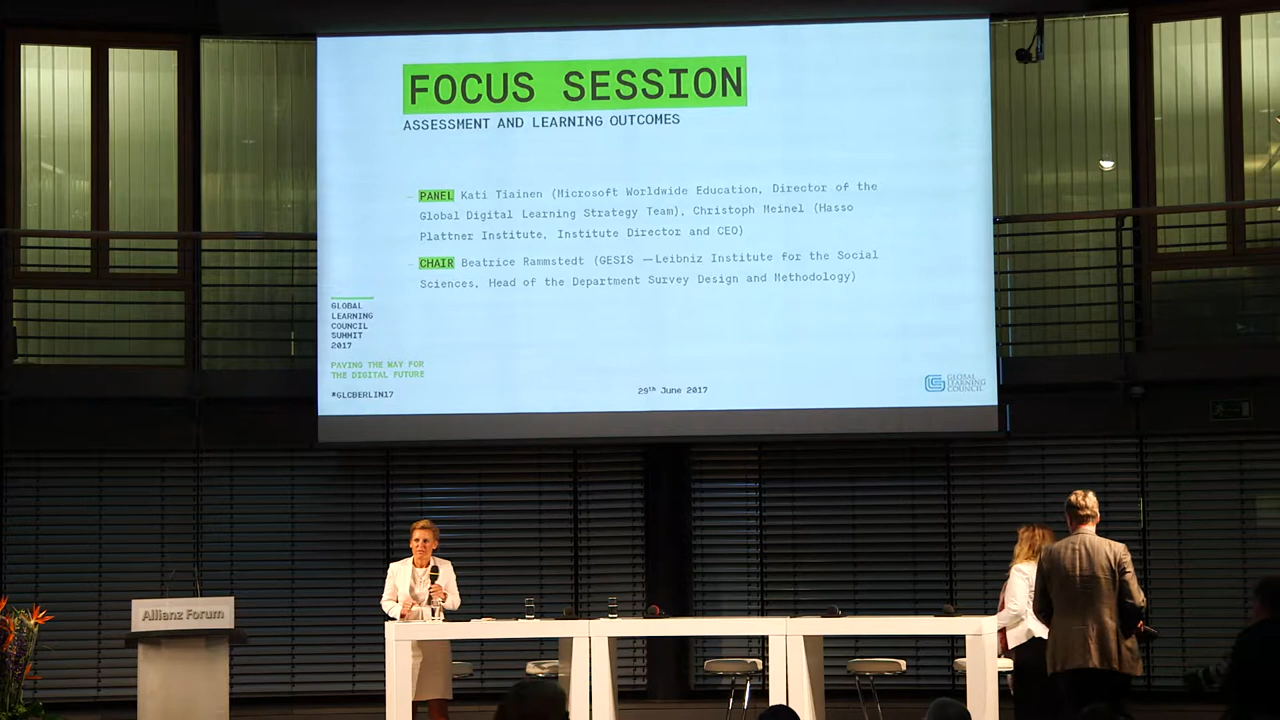 FOCUS SESSION
ASSESSMENT AND LEARNING OUTCOMES
– PANEL Kati Tiainen (Microsoft Worldwide Education, Director of the
Global Digital Learning Strategy Team), Christoph Meinel (Hasso
Plattner Institute, Institute Director and CEO)
– CHAIR Beatrice Rammstedt (GESIS —Leibniz Institute for the Social
Sciences, Head of the Department Survey Design and Methodology)
GLOBAL
LEARNING
COUNCIL
SUMMIT
2017
PAVING THE WAY FOR
THE DIGITAL FUTURE
#GLCBERLIN17
29th June 2017
GLOBAL
LEARNING
COUNCIL
Allianz Forum